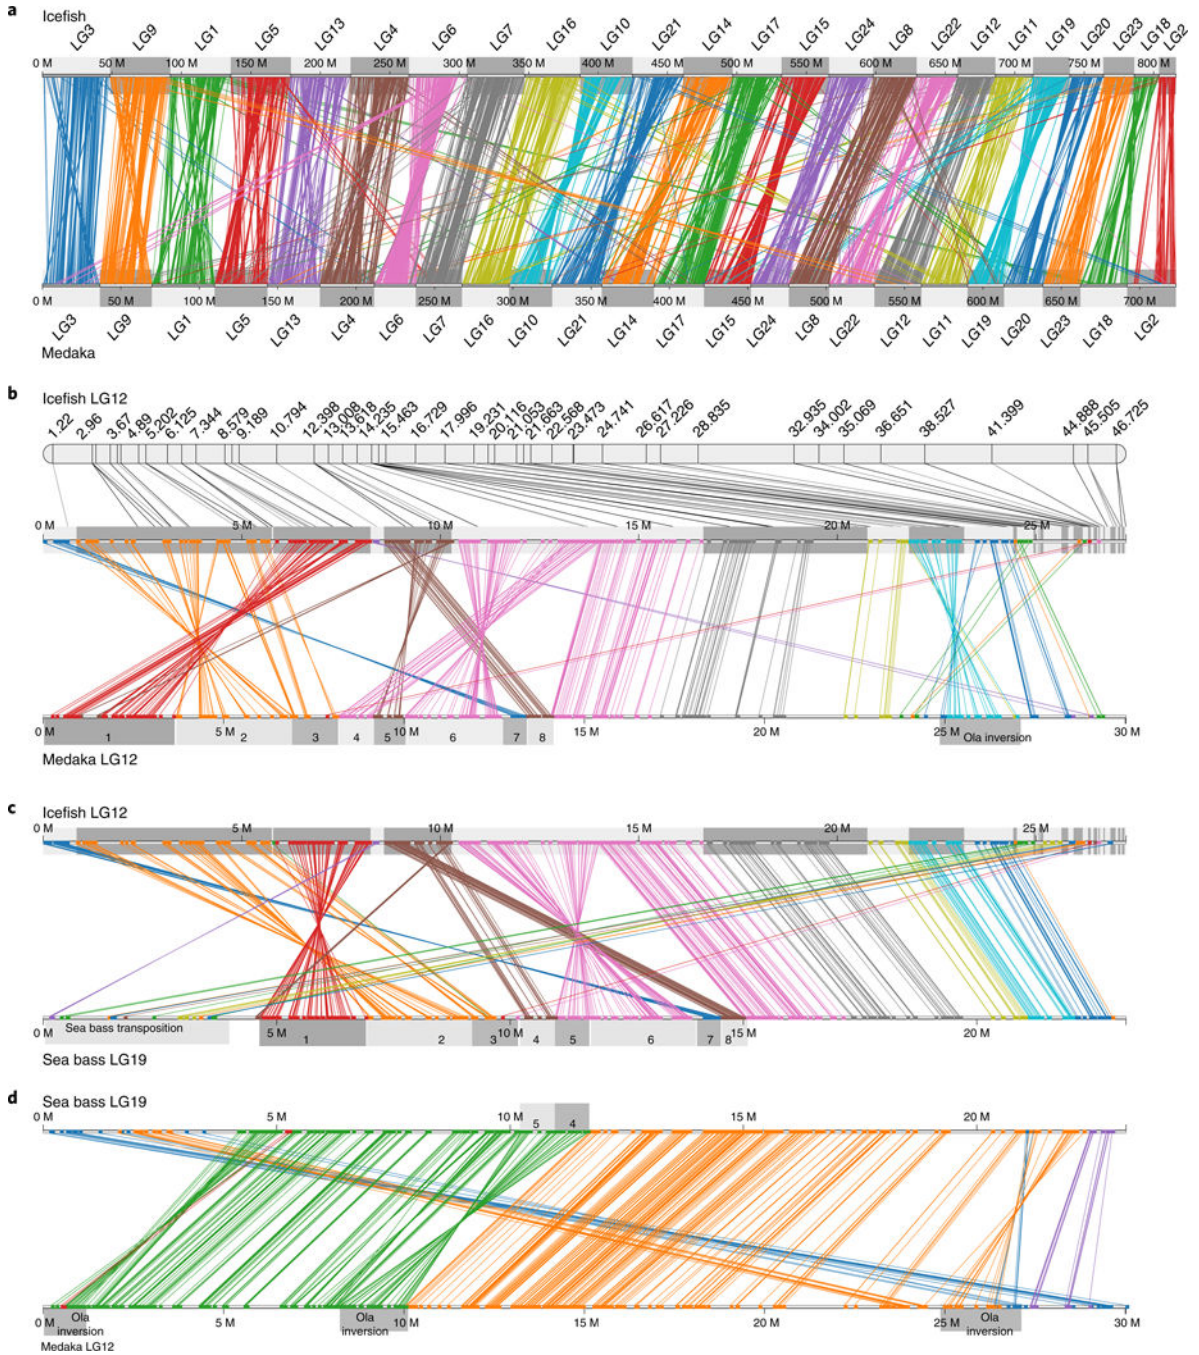 a
Icefish
LG3 LG9 LG1 LG5 LG13 LG4 LG6 LG7 LG16 LG10 LG21 LG14 LG17 LG15 LG24 LG8 LG22 LG12 LG11 LG19 LG20 LG23 LG18 LG2
0 M 50 M 100 M 150 M 200 M 250 M 300 M 350 M 400 M 450 M 500 M 550 M 600 M 650 M 700 M 750 M 800 M
0 M 50 M 100 M 150 M 200 M 250 M 300 M 350 M 400 M 450 M 500 M 550 M 600 M 650 M 700 M
LG3 LG9 LG1 LG5 LG13 LG4 LG6 LG7 LG16 LG10 LG21 LG14 LG17 LG15 LG24 LG8 LG22 LG12 LG11 LG19 LG20 LG23 LG18 LG2
Medaka
b
Icefish LG12
1.22 2.96 3.67 4.89 5.202 6.125 7.344 8.579 9.189 10.794 12.398 13.008 13.618 14.235 15.463 16.729 17.996 19.231 20.116 21.053 21.663 22.568 23.473 24.741 26.617 27.226 28.835 32.935 34.002 35.069 36.651 38.527 41.399 44.888 45.505 46.725
0 M 5 M 10 M 15 M 20 M 25 M
0 M 5 M 10 M 15 M 20 M 25 M 30 M
1 2 3 4 5 6 7 8 Ola inversion
Medaka LG12
c
Icefish LG12
0 M 5 M 10 M 15 M 20 M 25 M
0 M 5 M 10 M 15 M 20 M
Sea bass transposition 1 2 3 4 5 6 7 8
Sea bass LG19
d
Sea bass LG19
0 M 5 M 10 M 15 M 20 M
5 4
0 M 5 M 10 M 15 M 20 M 25 M 30 M
Ola inversion Ola inversion Ola inversion
Medaka LG12